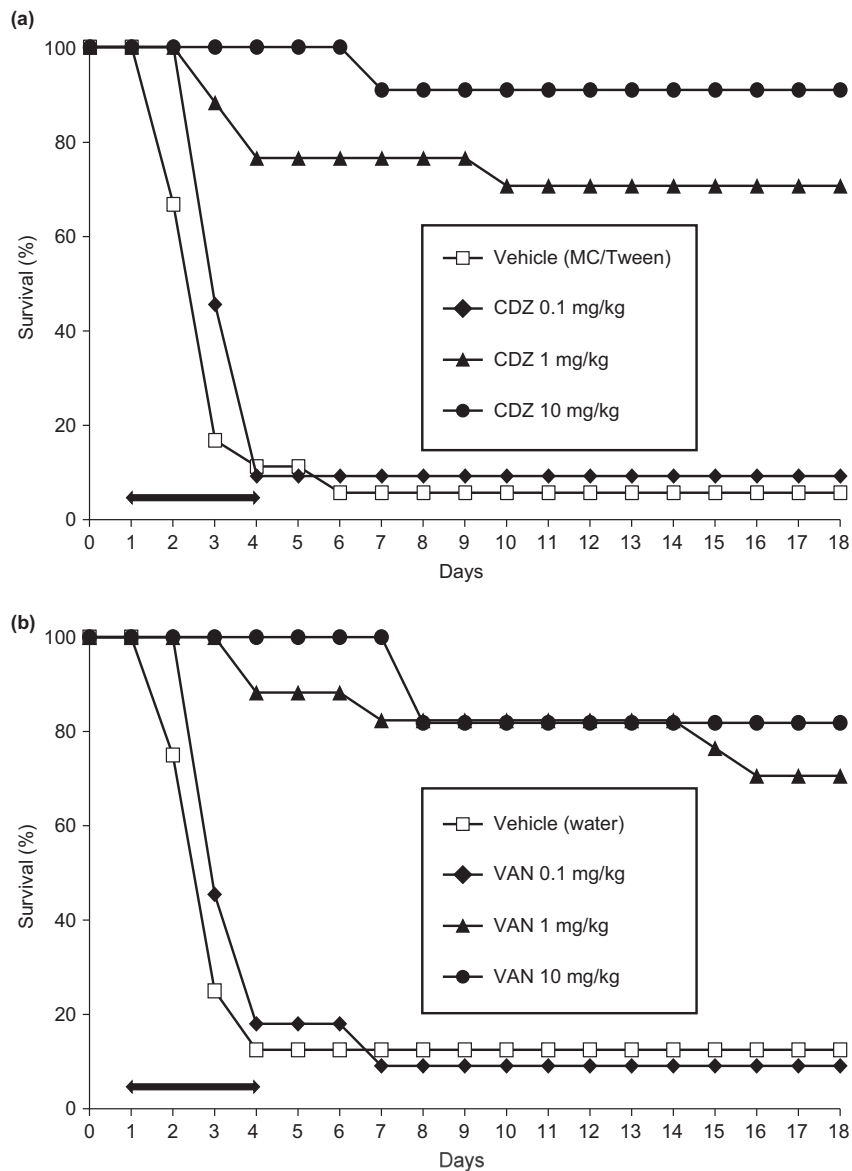 (a)
100
80
60
40
20
0
Survival (%)
Vehicle (MC/Tween)
CDZ 0.1 mg/kg
CDZ 1 mg/kg
CDZ 10 mg/kg
0 1 2 3 4 5 6 7 8 9 10 11 12 13 14 15 16 17 18
Days
(b)
100
80
60
40
20
0
Survival (%)
Vehicle (water)
VAN 0.1 mg/kg
VAN 1 mg/kg
VAN 10 mg/kg
0 1 2 3 4 5 6 7 8 9 10 11 12 13 14 15 16 17 18
Days